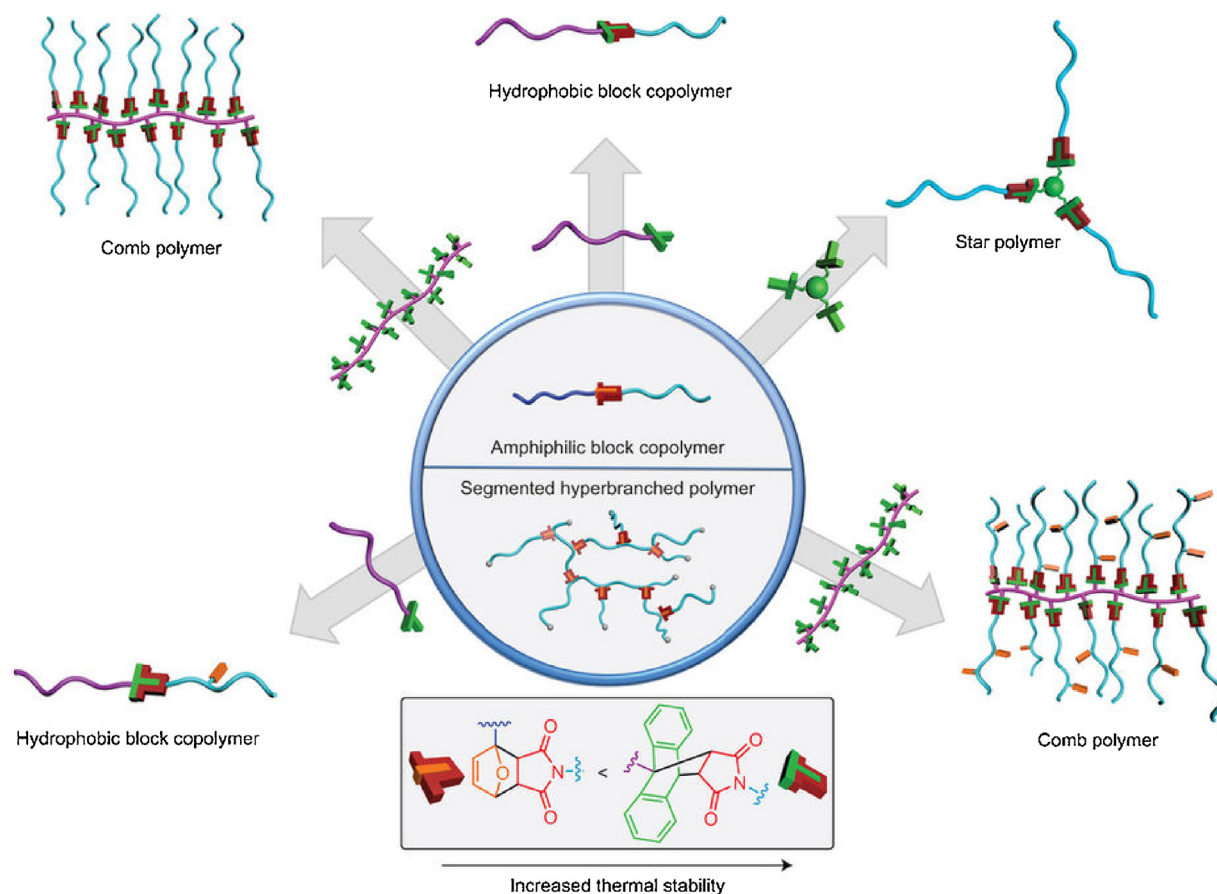 Hydrophobic block copolymer
Comb polymer
Star polymer
Amphiphilic block copolymer
Segmented hyperbranched polymer
Hydrophobic block copolymer
Comb polymer
O
O
N
O
<
O
N
O
Increased thermal stability